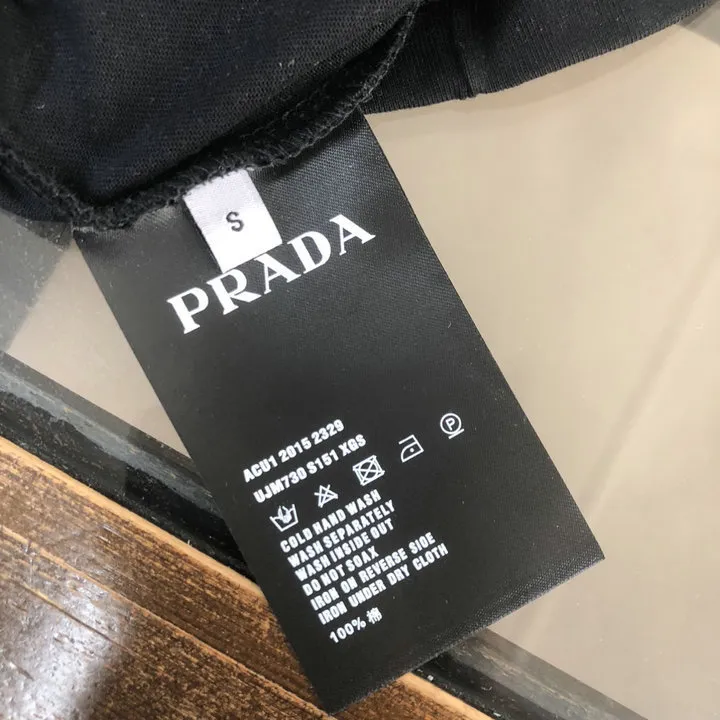 S
PRADA
ACU1 2015 2329
UJM730 S151 XGS
P
COLD HAND WASH
WASH SEPARATELY
WASH INSIDE OUT
DO NOT SOAX
IRON ON REVERSE SIDE
IRON UNDER DRY CLOTH
100% 棉